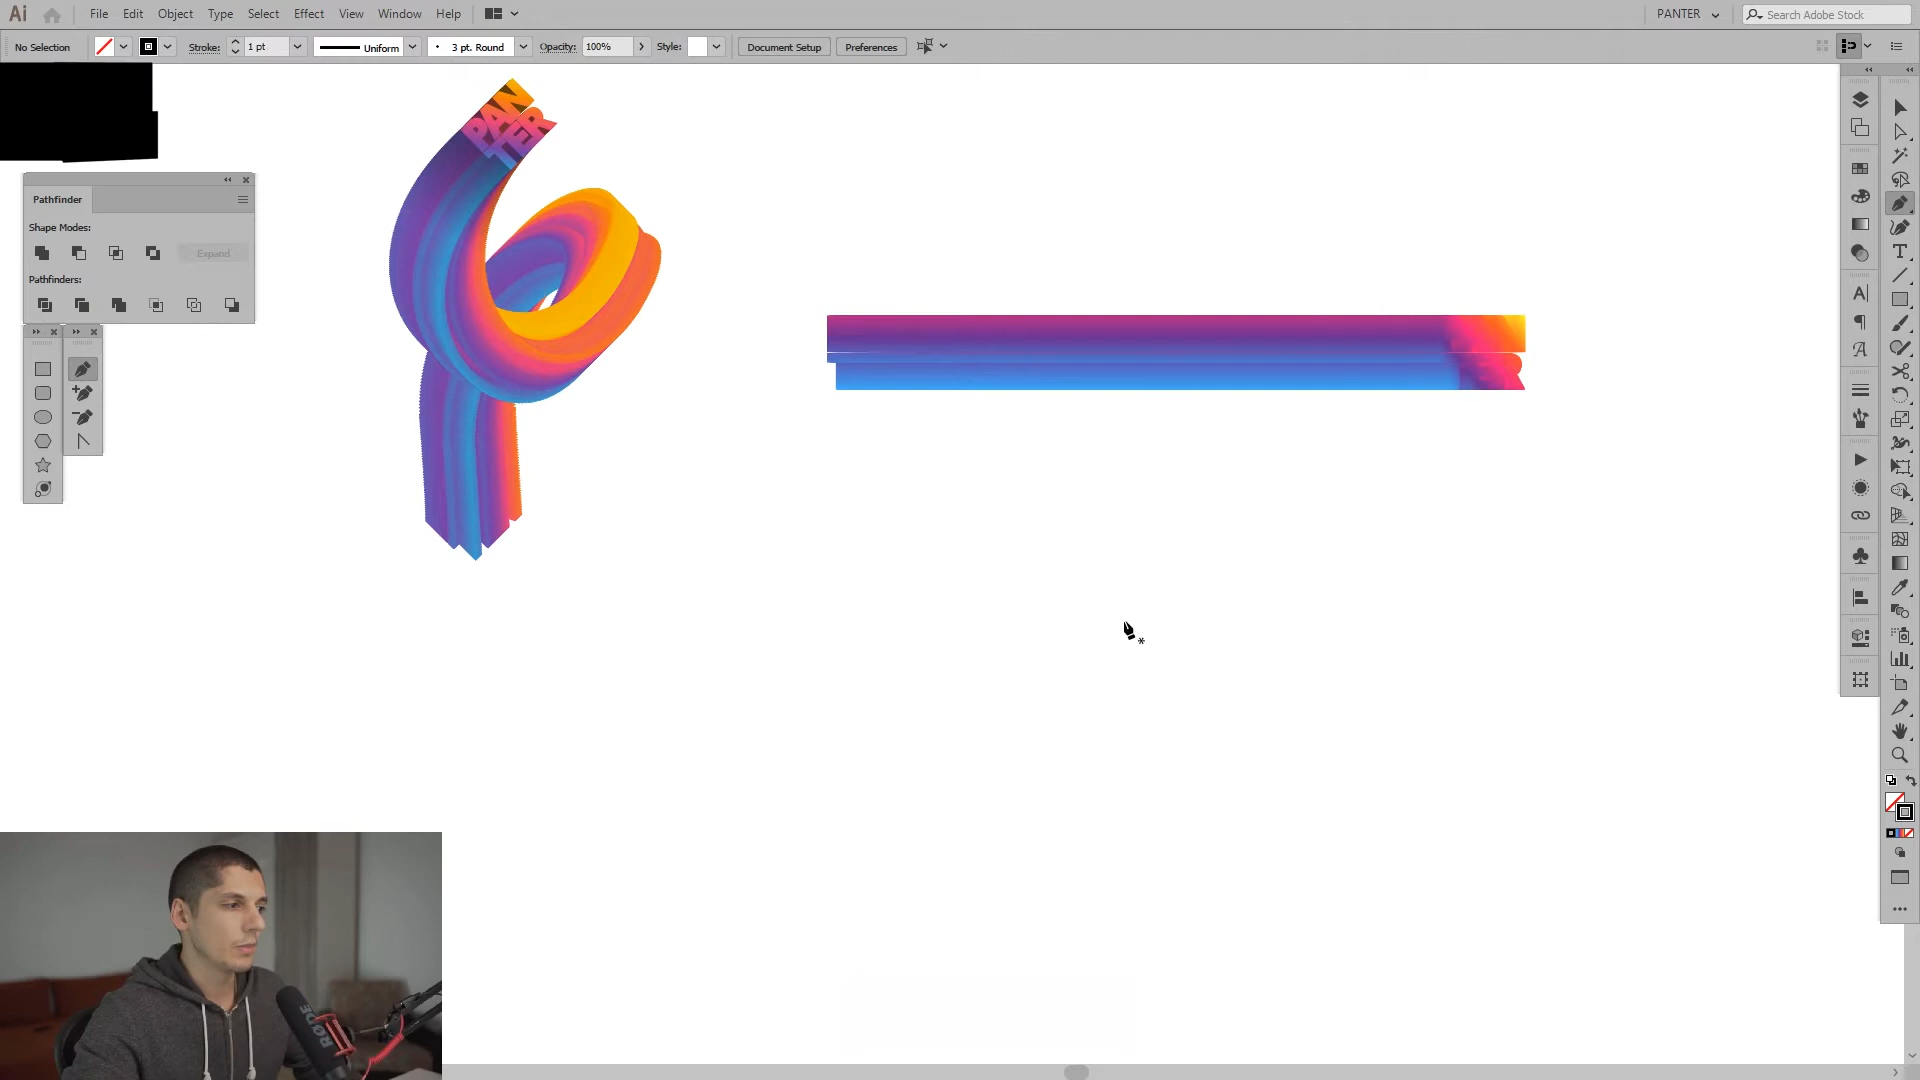 Ai File Edit Object Type Select Effect View Window Help PANTER Search Adobe Stock
No Selection Stroke: 1 pt Uniform 3 pt. Round Opacity: 100% Style: Document Setup Preferences
PAN
TER
Pathfinder
Shape Modes:
Expand
Pathfinders:
RØDE